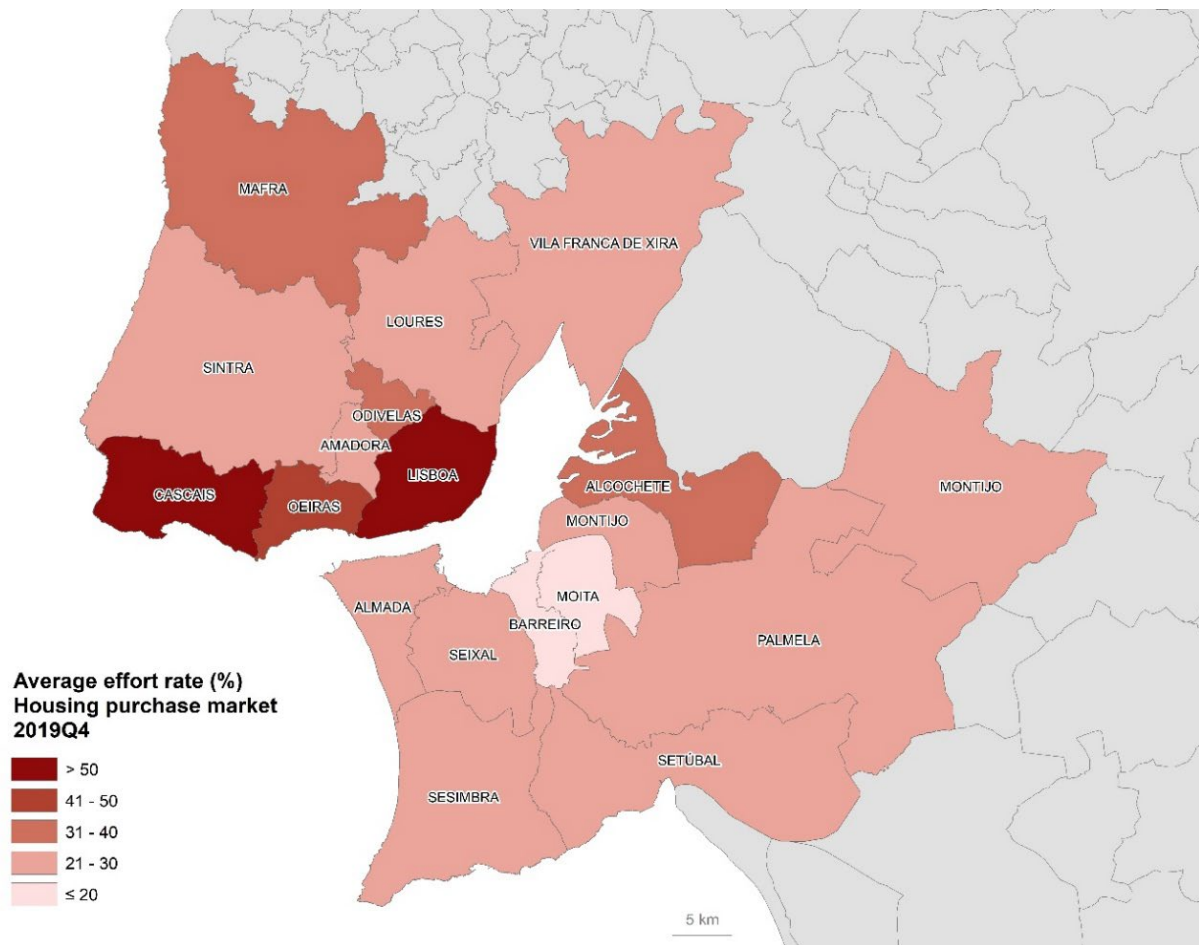 MAFRA
VILA FRANCA DE XIRA
LOURES
SINTRA
ODIVELAS
AMADORA
LISBOA
CASCAIS
OEIRAS
ALCOCHETE
MONTIJO
MONTIJO
MOITA
ALMADA
BARREIRO
PALMELA
SEIXAL
SETÚBAL
SESIMBRA
Average effort rate (%)
Housing purchase market
2019Q4
> 50
41 - 50
31 - 40
21 - 30
≤ 20
5 km